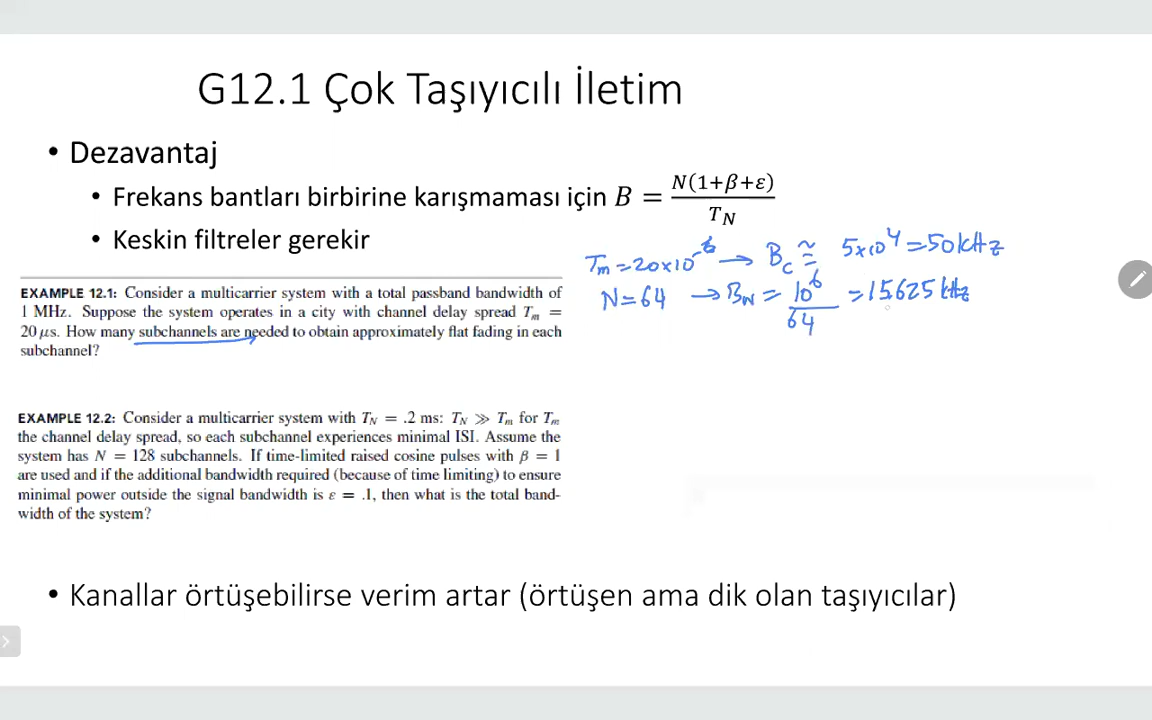 G12.1 Çok Taşıyıcılı İletim
• Dezavantaj
• Frekans bantları birbirine karışmaması için B = N(1+β+ε) / T_N
• Keskin filtreler gerekir
T_m = 20x10^-6 → B_c ≅ 5x10^4 = 50 kHz
N = 64 → B_N = 10^6 / 64 = 15.625 kHz
EXAMPLE 12.1: Consider a multicarrier system with a total passband bandwidth of
1 MHz. Suppose the system operates in a city with channel delay spread T_m =
20 μs. How many subchannels are needed to obtain approximately flat fading in each
subchannel?
EXAMPLE 12.2: Consider a multicarrier system with T_N = .2 ms: T_N ≫ T_m for T_m
the channel delay spread, so each subchannel experiences minimal ISI. Assume the
system has N = 128 subchannels. If time-limited raised cosine pulses with β = 1
are used and if the additional bandwidth required (because of time limiting) to ensure
minimal power outside the signal bandwidth is ε = .1, then what is the total band-
width of the system?
• Kanallar örtüşebilirse verim artar (örtüşen ama dik olan taşıyıcılar)